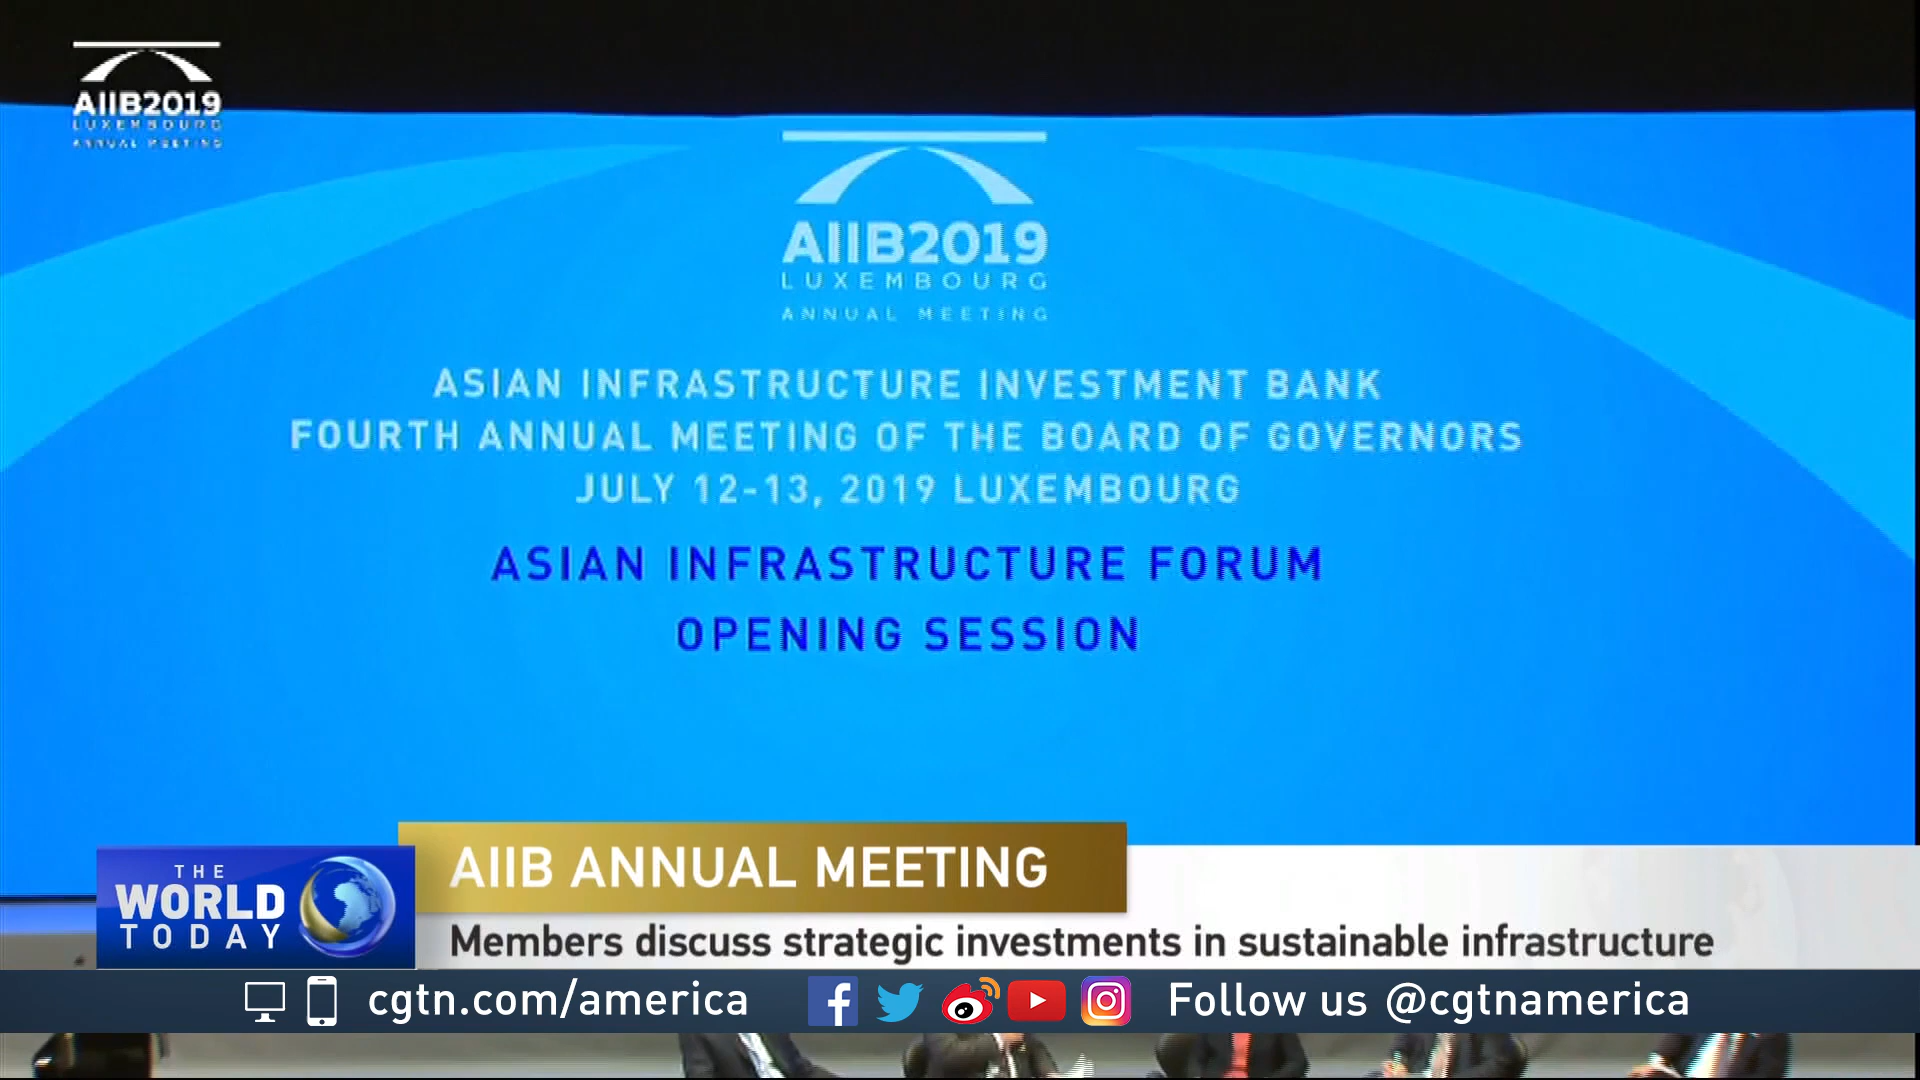 AIIB2019
LUXEMBOURG
ANNUAL MEETING
AIIB2019
LUXEMBOURG
ANNUAL MEETING
ASIAN INFRASTRUCTURE INVESTMENT BANK
FOURTH ANNUAL MEETING OF THE BOARD OF GOVERNORS
JULY 12-13, 2019 LUXEMBOURG
ASIAN INFRASTRUCTURE FORUM
OPENING SESSION
THE
WORLD
TODAY
AIIB ANNUAL MEETING
Members discuss strategic investments in sustainable infrastructure
cgtn.com/america
Follow us @cgtnamerica